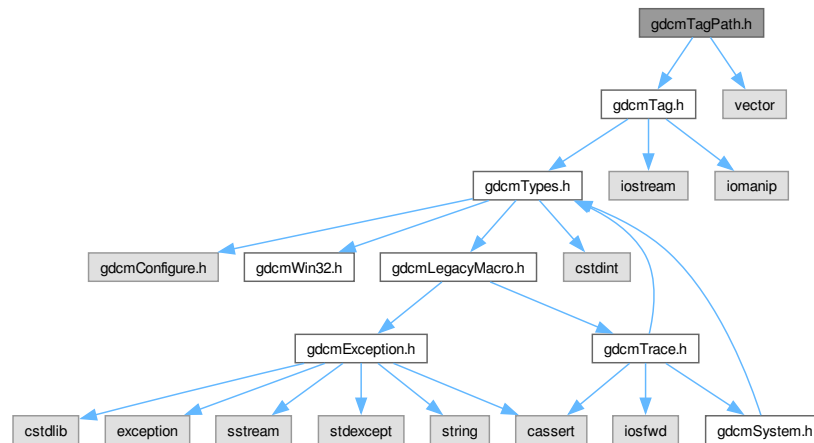 gdcmTagPath.h
gdcmTag.h
vector
gdcmTypes.h
iostream
iomanip
gdcmConfigure.h
gdcmWin32.h
gdcmLegacyMacro.h
cstdint
gdcmException.h
gdcmTrace.h
cstdlib
exception
sstream
stdexcept
string
cassert
iosfwd
gdcmSystem.h